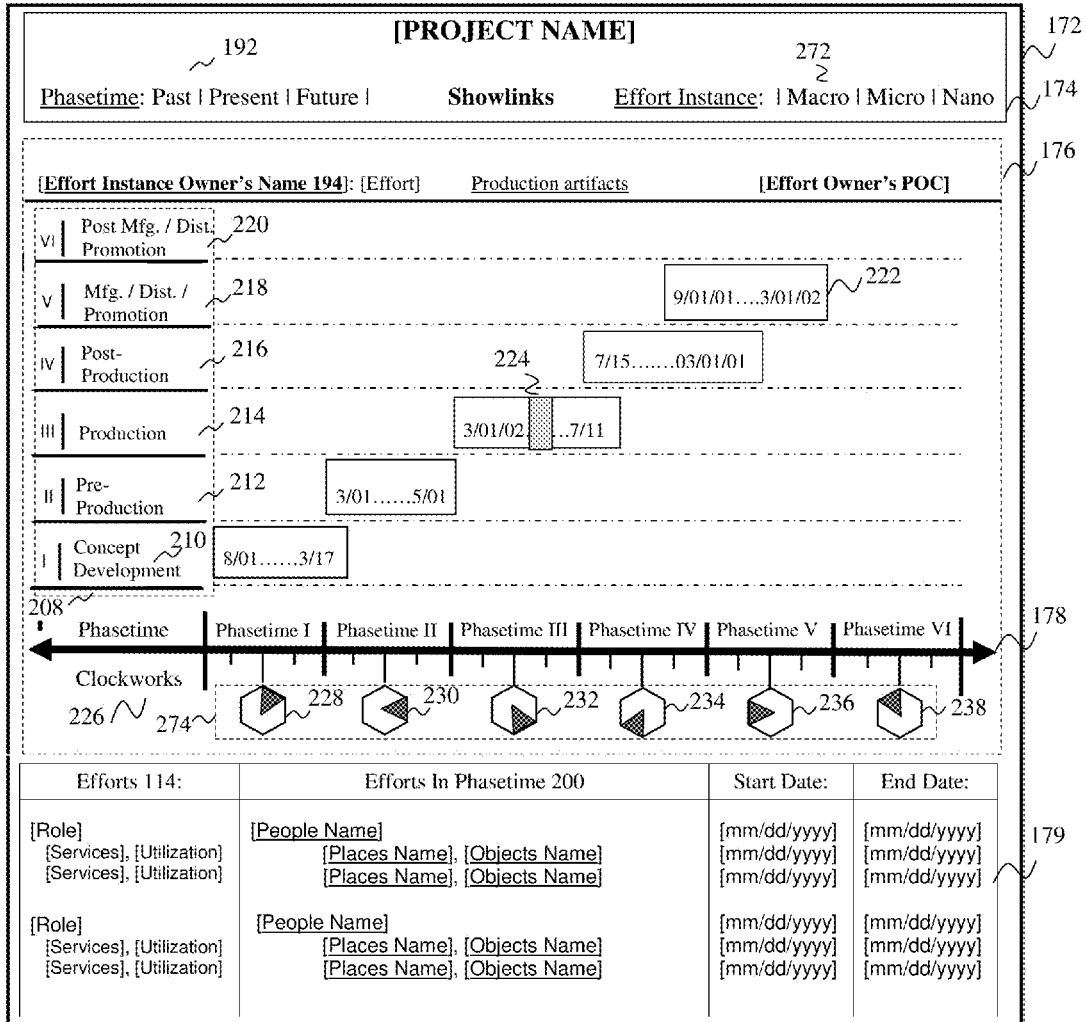 [PROJECT NAME]
172
192
272
Phasetime: Past | Present | Future | Showlinks Effort Instance: | Macro | Micro | Nano
174
176
[Effort Instance Owner's Name 194]: [Effort] Production artifacts [Effort Owner's POC]
VI Post Mfg. / Dist. 220
Promotion
V Mfg. / Dist. / 218
Promotion
9/01/01....3/01/02 222
IV Post- 216
Production
7/15.......03/01/01
224
III Production 214
3/01/02 ...7/11
II Pre- 212
Production
3/01......5/01
I Concept 210
Development
8/01......3/17
208
Phasetime Phasetime I Phasetime II Phasetime III Phasetime IV Phasetime V Phasetime VI 178
Clockworks
226 274 228 230 232 234 236 238
Efforts 114: Efforts In Phasetime 200 Start Date: End Date:
[Role] [People Name] [mm/dd/yyyy] [mm/dd/yyyy] 179
[Services], [Utilization] [Places Name], [Objects Name] [mm/dd/yyyy] [mm/dd/yyyy]
[Services], [Utilization] [Places Name], [Objects Name] [mm/dd/yyyy] [mm/dd/yyyy]
[Role] [People Name] [mm/dd/yyyy] [mm/dd/yyyy]
[Services], [Utilization] [Places Name], [Objects Name] [mm/dd/yyyy] [mm/dd/yyyy]
[Services], [Utilization] [Places Name], [Objects Name] [mm/dd/yyyy] [mm/dd/yyyy]